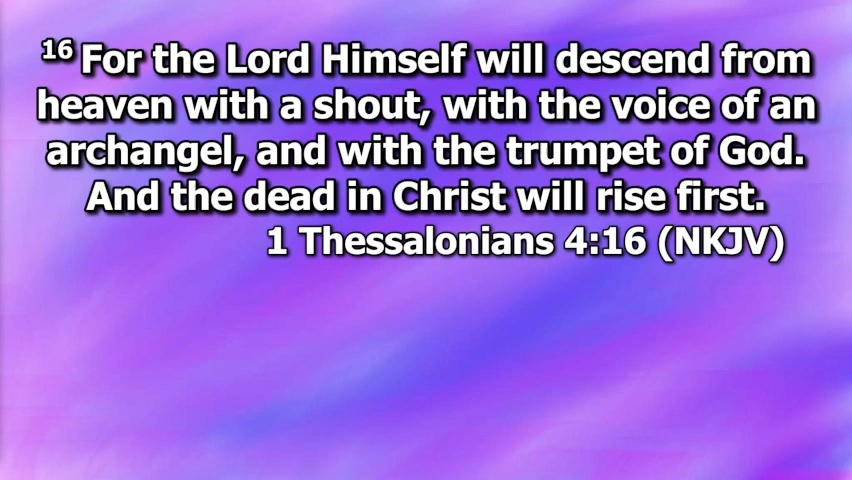 16 For the Lord Himself will descend from
heaven with a shout, with the voice of an
archangel, and with the trumpet of God.
And the dead in Christ will rise first.
1 Thessalonians 4:16 (NKJV)